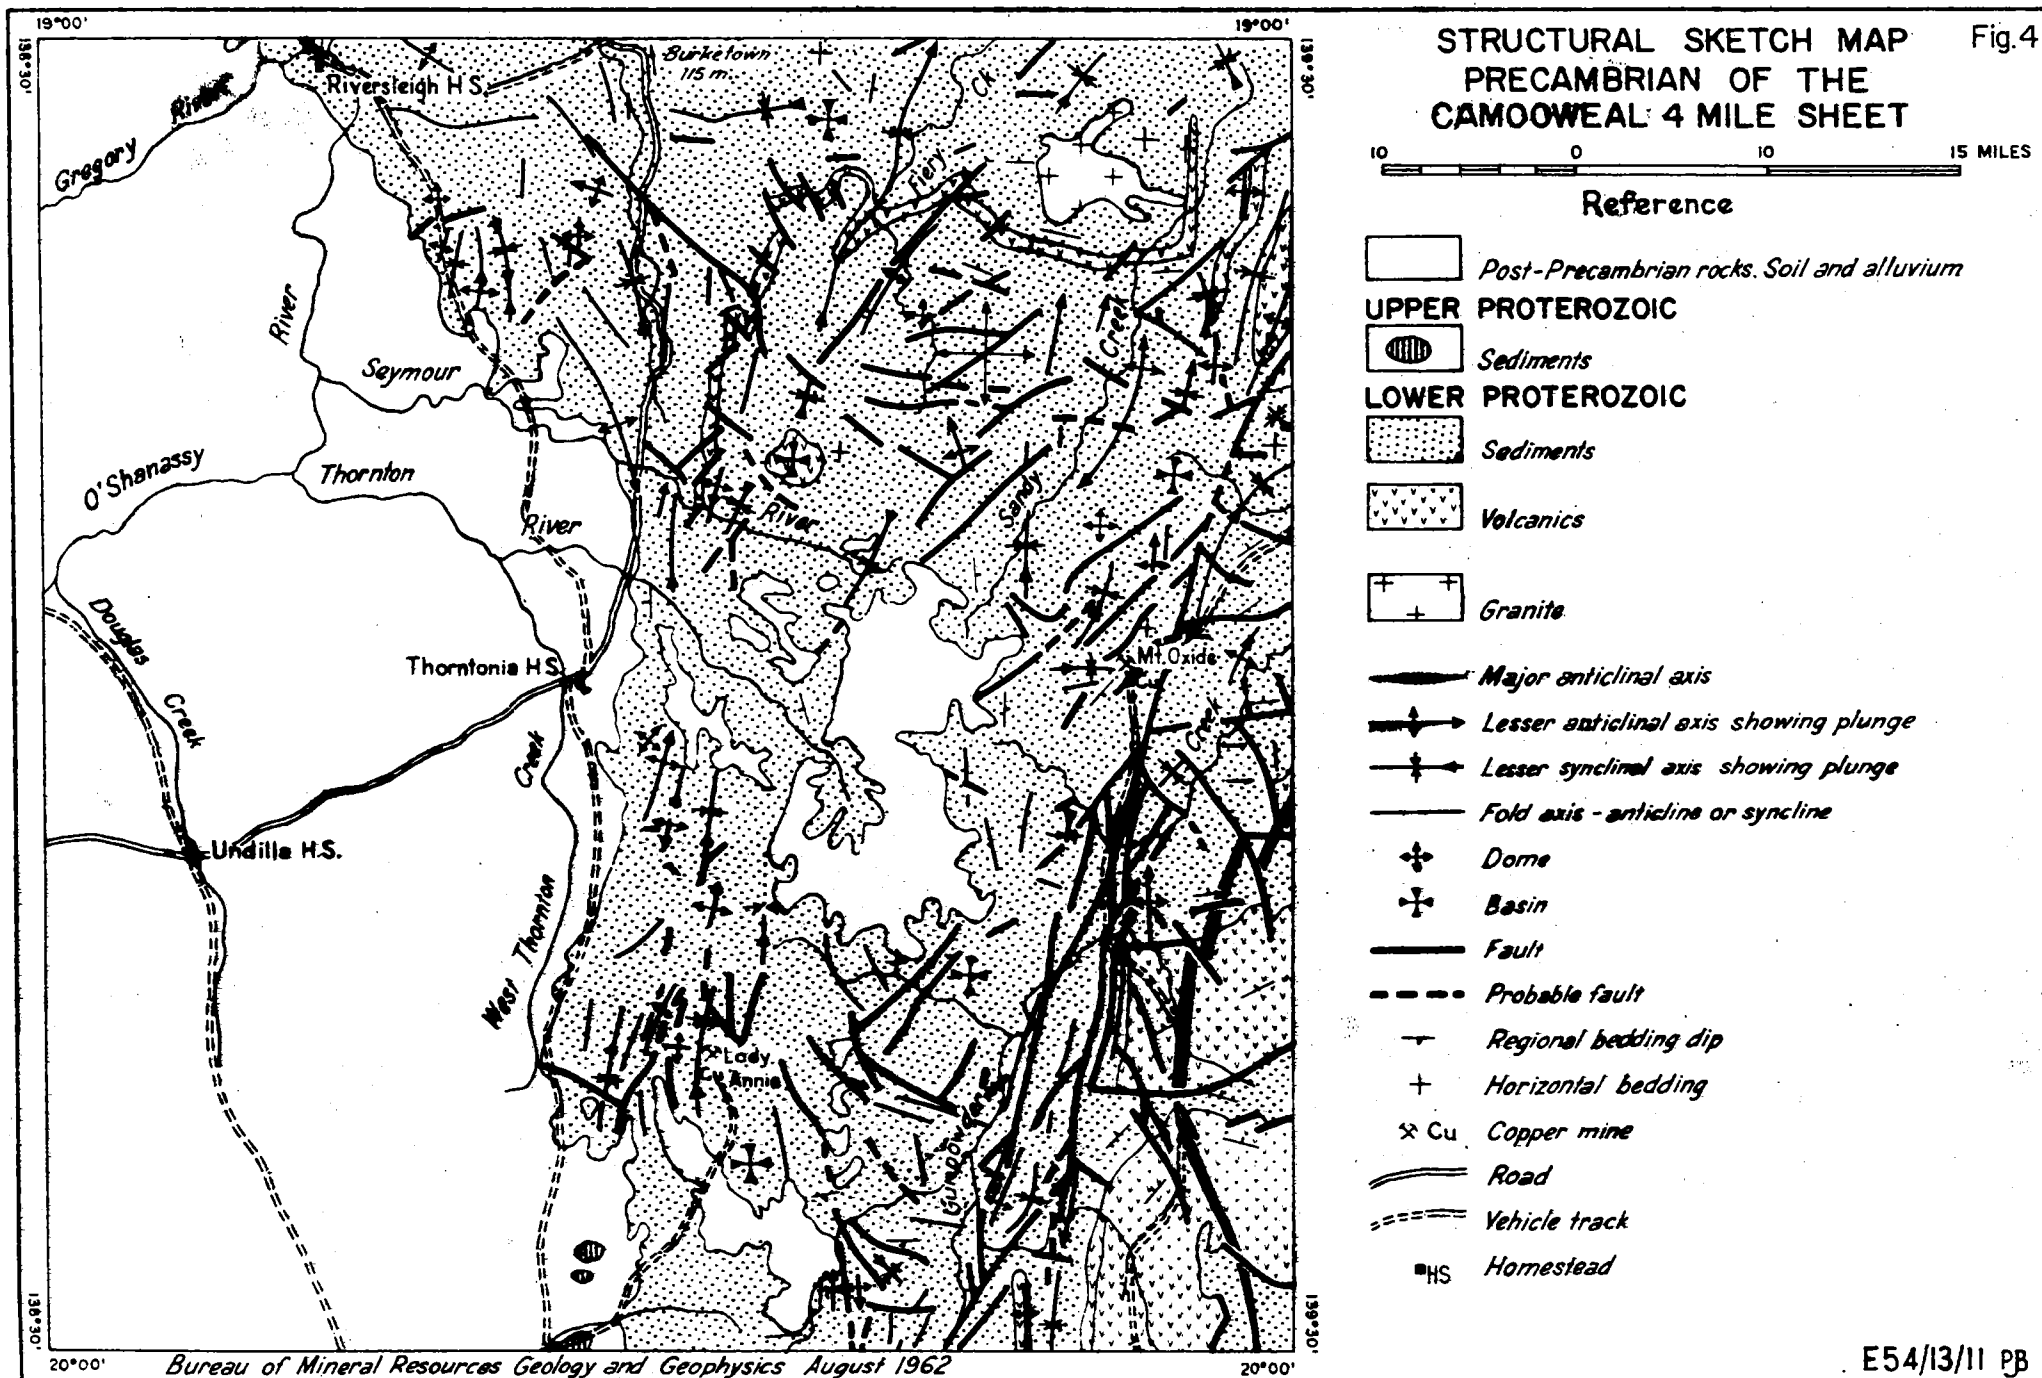 19°00'
19°00'
138°30'
139°30'
STRUCTURAL SKETCH MAP
Fig.4
PRECAMBRIAN OF THE
CAMOOWEAL 4 MILE SHEET
10 0 10 15 MILES
Reference
Post-Precambrian rocks. Soil and alluvium
UPPER PROTEROZOIC
Sediments
LOWER PROTEROZOIC
Sediments
Volcanics
Granite
Major anticlinal axis
Lesser anticlinal axis showing plunge
Lesser synclinal axis showing plunge
Fold axis - anticline or syncline
Dome
Basin
Fault
Probable fault
Regional bedding dip
Horizontal bedding
Cu Copper mine
Road
Vehicle track
HS Homestead
Burketown
115 m.
Riversleigh H.S.
Gregory River
Fiery Ck
River
Seymour
Creek
O'Shanassy
Thornton
River
River
Sandy
Douglas
Creek
Thorntonia H.S.
Mt. Oxide
Cu
Creek
Creek
Undilla H.S.
West Thornton
Lady
Cu Annie
Gunpowder
138°30'
139°30'
20°00'
20°00'
Bureau of Mineral Resources Geology and Geophysics August 1962
E54/13/11 PB